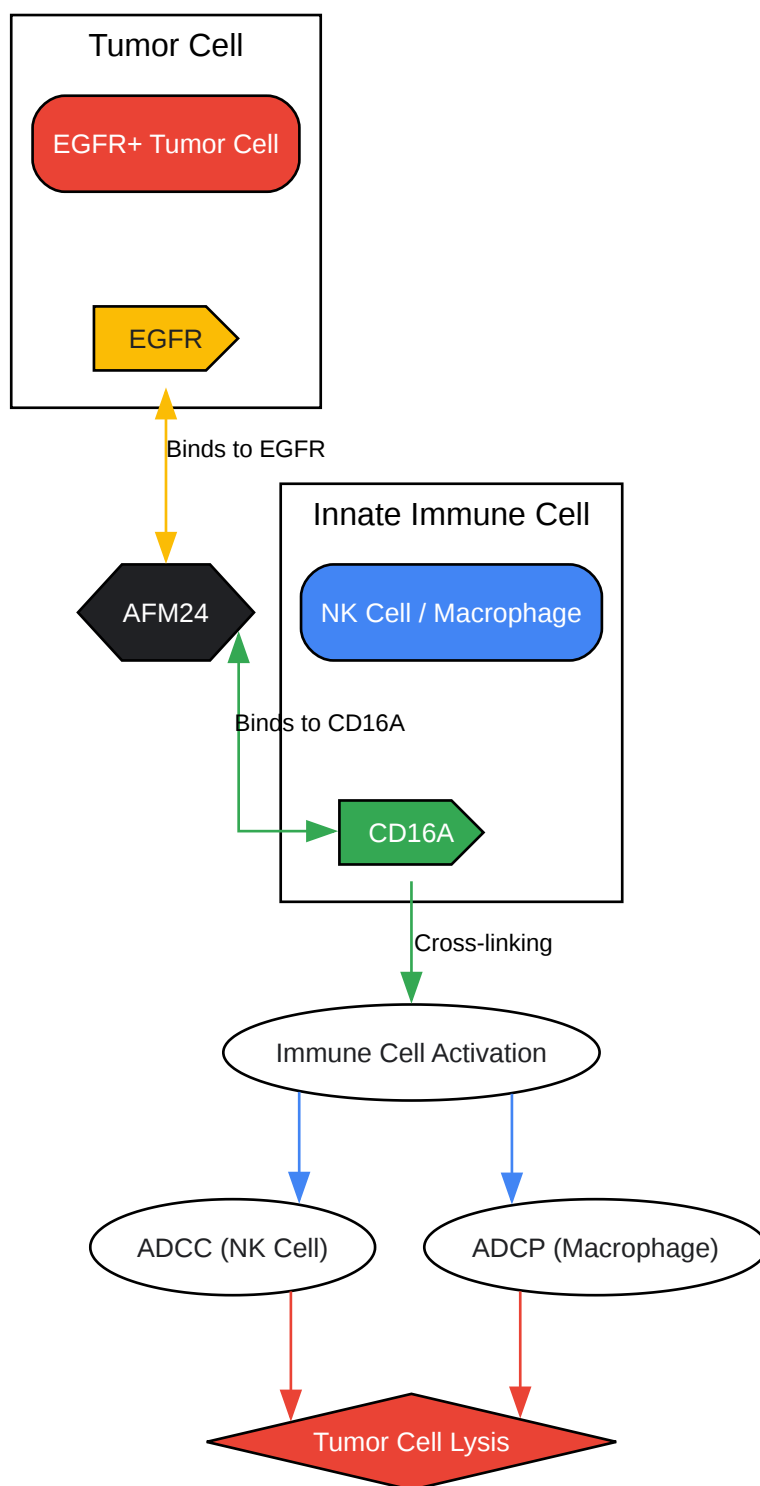 Tumor Cell
EGFR+ Tumor Cell
EGFR
Binds to EGFR
Innate Immune Cell
AFM24
NK Cell / Macrophage
Binds to CD16A
CD16A
Cross-linking
Immune Cell Activation
ADCC (NK Cell)
ADCP (Macrophage)
Tumor Cell Lysis